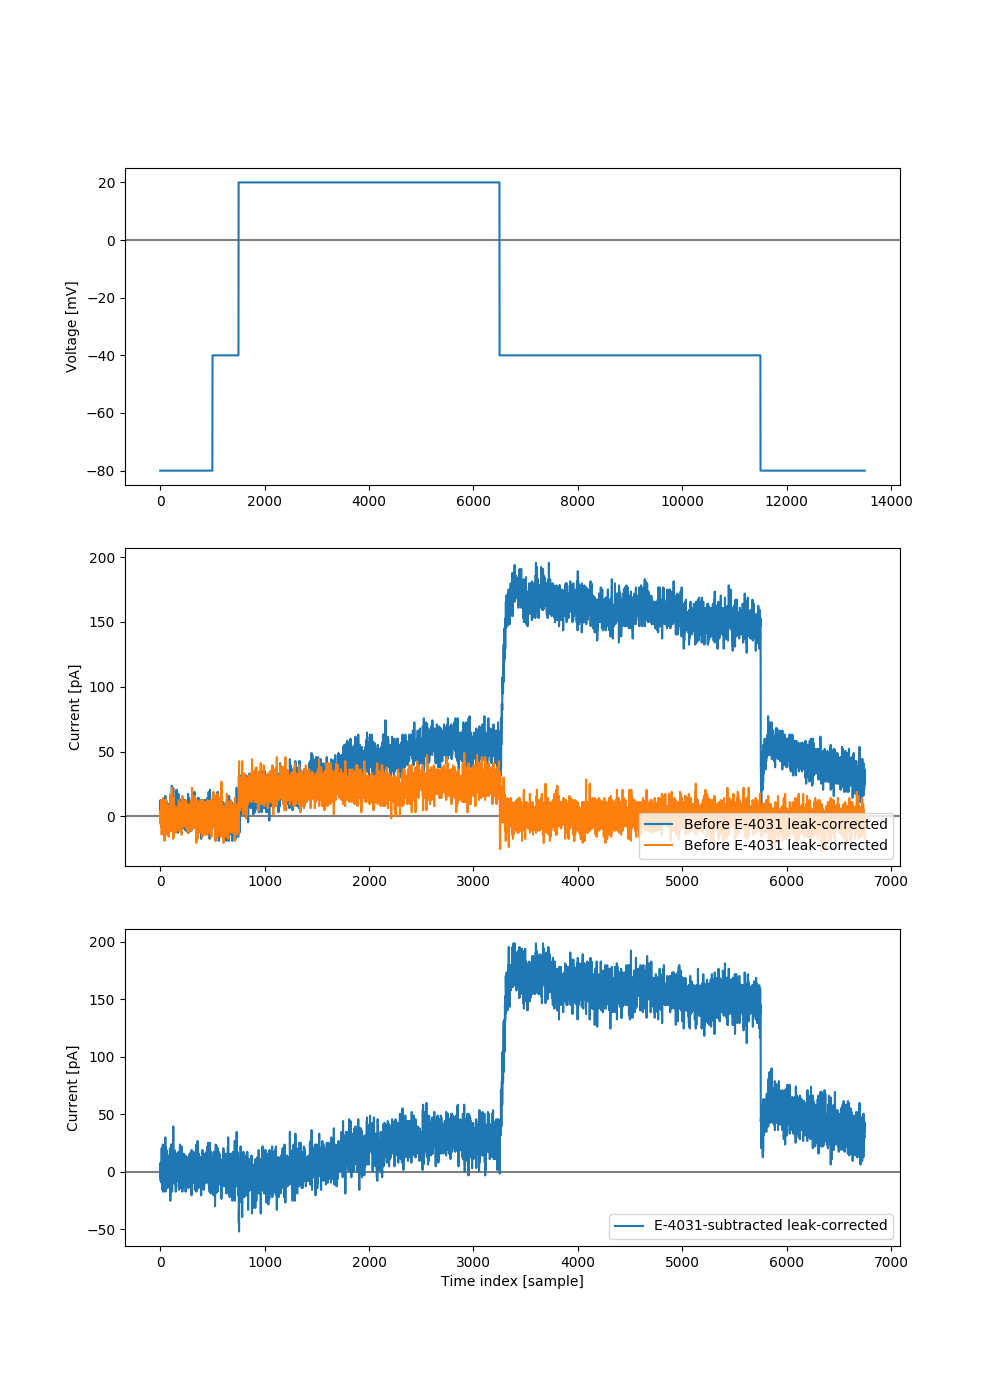 20
0
−20
−40
−60
−80
Voltage [mV]
0 2000 4000 6000 8000 10000 12000 14000
200
150
100
50
0
Current [pA]
Before E-4031 leak-corrected
Before E-4031 leak-corrected
0 1000 2000 3000 4000 5000 6000 7000
200
150
100
50
0
−50
Current [pA]
E-4031-subtracted leak-corrected
0 1000 2000 3000 4000 5000 6000 7000
Time index [sample]